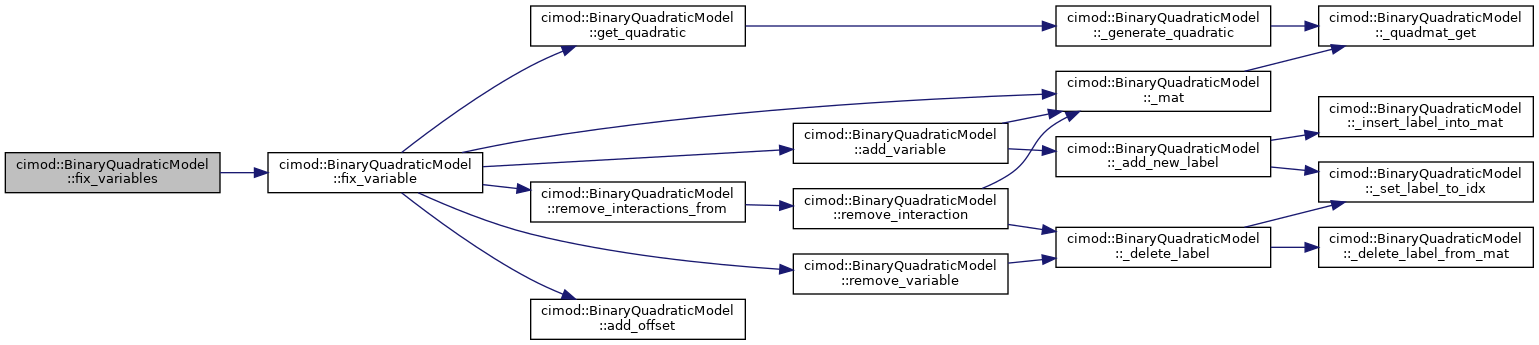 cimod::BinaryQuadraticModel
::fix_variables
cimod::BinaryQuadraticModel
::fix_variable
cimod::BinaryQuadraticModel
::get_quadratic
cimod::BinaryQuadraticModel
::remove_interactions_from
cimod::BinaryQuadraticModel
::add_offset
cimod::BinaryQuadraticModel
::add_variable
cimod::BinaryQuadraticModel
::remove_interaction
cimod::BinaryQuadraticModel
::remove_variable
cimod::BinaryQuadraticModel
::_generate_quadratic
cimod::BinaryQuadraticModel
::_mat
cimod::BinaryQuadraticModel
::_add_new_label
cimod::BinaryQuadraticModel
::_delete_label
cimod::BinaryQuadraticModel
::_quadmat_get
cimod::BinaryQuadraticModel
::_insert_label_into_mat
cimod::BinaryQuadraticModel
::_set_label_to_idx
cimod::BinaryQuadraticModel
::_delete_label_from_mat